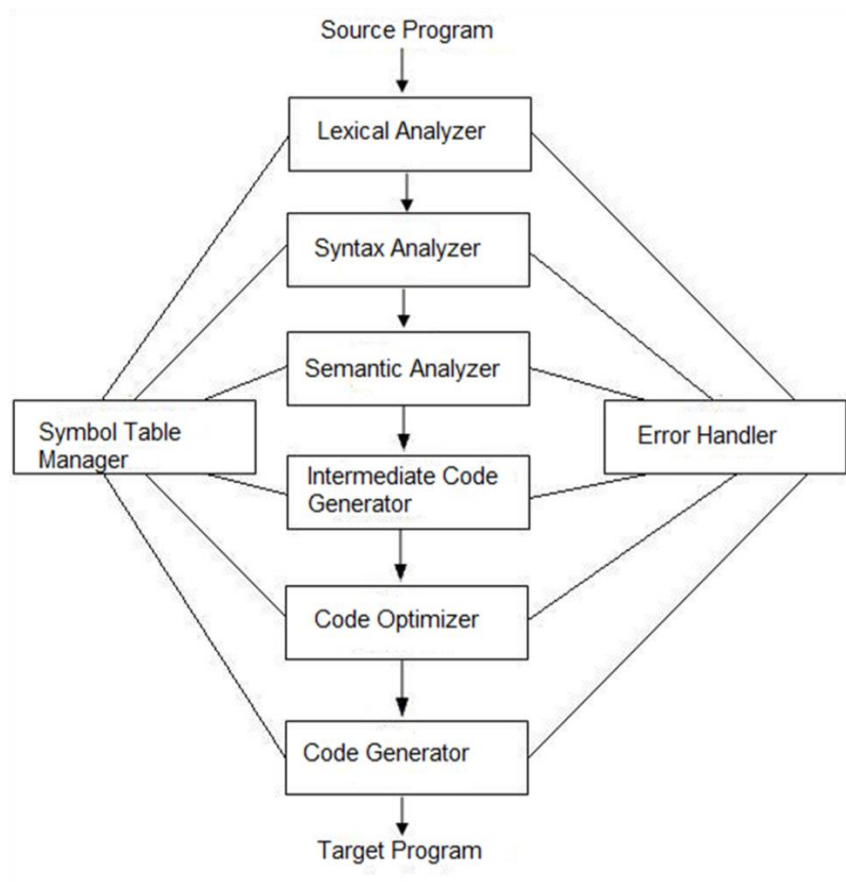 Source Program
Lexical Analyzer
Syntax Analyzer
Semantic Analyzer
Symbol Table
Manager
Error Handler
Intermediate Code
Generator
Code Optimizer
Code Generator
Target Program